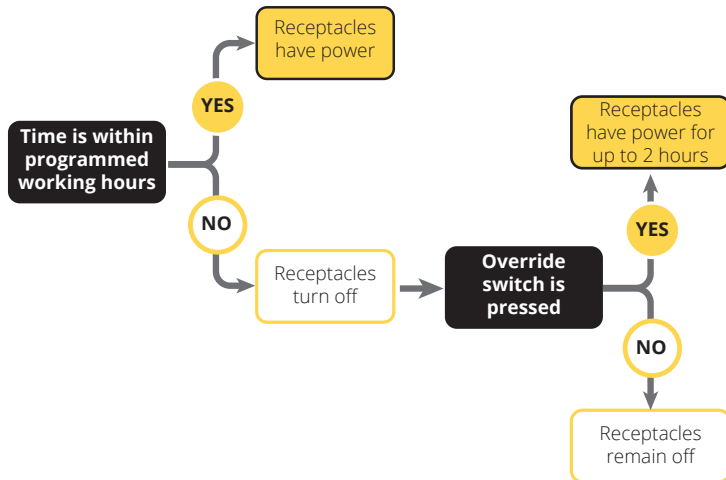 Receptacles
have power
YES
Time is within
programmed
working hours
NO
Receptacles
turn off
Override
switch is
pressed
Receptacles
have power for
up to 2 hours
YES
NO
Receptacles
remain off